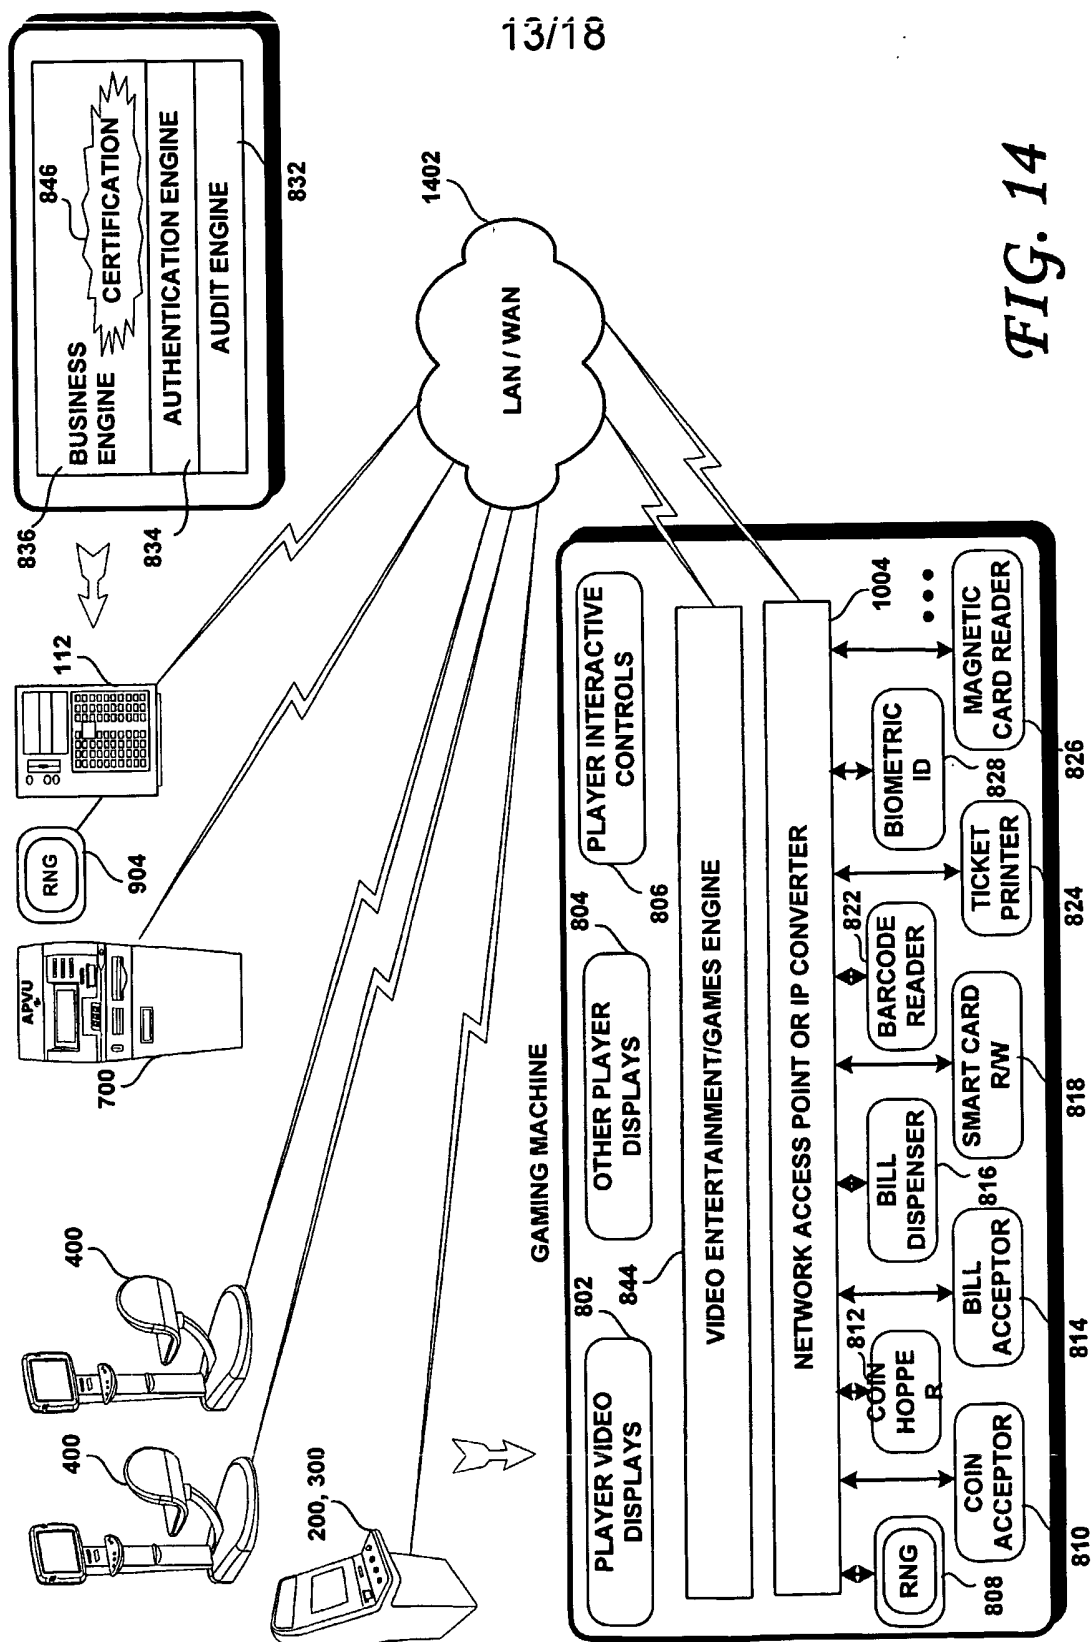 13/18
BUSINESS
ENGINE
CERTIFICATION
AUTHENTICATION ENGINE
AUDIT ENGINE
836
846
834
832
112
RNG
904
APVU
700
400
400
200, 300
1402
LAN / WAN
GAMING MACHINE
PLAYER VIDEO
DISPLAYS
802
OTHER PLAYER
DISPLAYS
804
PLAYER INTERACTIVE
CONTROLS
806
844
VIDEO ENTERTAINMENT/GAMES ENGINE
NETWORK ACCESS POINT OR IP CONVERTER
1004
RNG
808
COIN
ACCEPTOR
810
COIN
HOPPE
R
812
BILL
ACCEPTOR
814
BILL
DISPENSER
816
SMART CARD
R/W
818
BARCODE
READER
822
TICKET
PRINTER
824
BIOMETRIC
ID
828
MAGNETIC
CARD READER
826
FIG. 14